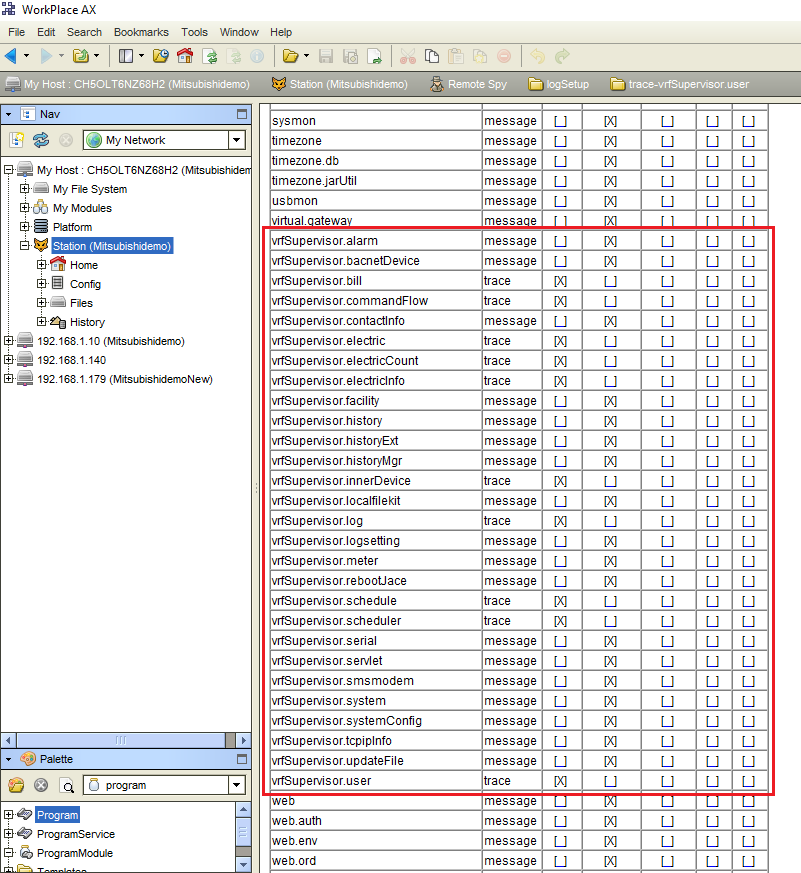 WorkPlace AX
File Edit Search Bookmarks Tools Window Help
My Host : CH5OLT6NZ68H2 (Mitsubishidemo) Station (Mitsubishidemo) Remote Spy logSetup trace-vrfSupervisor.user
Nav
My Network
My Host : CH5OLT6NZ68H2 (Mitsubishidem
My File System
My Modules
Platform
Station (Mitsubishidemo)
Home
Config
Files
History
192.168.1.10 (Mitsubishidemo)
192.168.1.140
192.168.1.179 (MitsubishidemoNew)
Palette
program
Program
ProgramService
ProgramModule
Templates
sysmon message [_] [X] [_] [_] [_]
timezone message [_] [X] [_] [_] [_]
timezone.db message [_] [X] [_] [_] [_]
timezone.jarUtil message [_] [X] [_] [_] [_]
usbmon message [_] [X] [_] [_] [_]
virtual.gateway message [_] [X] [_] [_] [_]
vrfSupervisor.alarm message [_] [X] [_] [_] [_]
vrfSupervisor.bacnetDevice message [_] [X] [_] [_] [_]
vrfSupervisor.bill trace [X] [_] [_] [_] [_]
vrfSupervisor.commandFlow trace [X] [_] [_] [_] [_]
vrfSupervisor.contactInfo message [_] [X] [_] [_] [_]
vrfSupervisor.electric trace [X] [_] [_] [_] [_]
vrfSupervisor.electricCount trace [X] [_] [_] [_] [_]
vrfSupervisor.electricInfo trace [X] [_] [_] [_] [_]
vrfSupervisor.facility message [_] [X] [_] [_] [_]
vrfSupervisor.history message [_] [X] [_] [_] [_]
vrfSupervisor.historyExt message [_] [X] [_] [_] [_]
vrfSupervisor.historyMgr message [_] [X] [_] [_] [_]
vrfSupervisor.innerDevice trace [X] [_] [_] [_] [_]
vrfSupervisor.localfilekit message [_] [X] [_] [_] [_]
vrfSupervisor.log trace [X] [_] [_] [_] [_]
vrfSupervisor.logsetting message [_] [X] [_] [_] [_]
vrfSupervisor.meter message [_] [X] [_] [_] [_]
vrfSupervisor.rebootJace message [_] [X] [_] [_] [_]
vrfSupervisor.schedule trace [X] [_] [_] [_] [_]
vrfSupervisor.scheduler trace [X] [_] [_] [_] [_]
vrfSupervisor.serial message [_] [X] [_] [_] [_]
vrfSupervisor.servlet message [_] [X] [_] [_] [_]
vrfSupervisor.smsmodem message [_] [X] [_] [_] [_]
vrfSupervisor.system message [_] [X] [_] [_] [_]
vrfSupervisor.systemConfig message [_] [X] [_] [_] [_]
vrfSupervisor.tcpipInfo message [_] [X] [_] [_] [_]
vrfSupervisor.updateFile message [_] [X] [_] [_] [_]
vrfSupervisor.user trace [X] [_] [_] [_] [_]
web message [_] [X] [_] [_] [_]
web.auth message [_] [X] [_] [_] [_]
web.env message [_] [X] [_] [_] [_]
web.ord message [_] [X] [_] [_] [_]